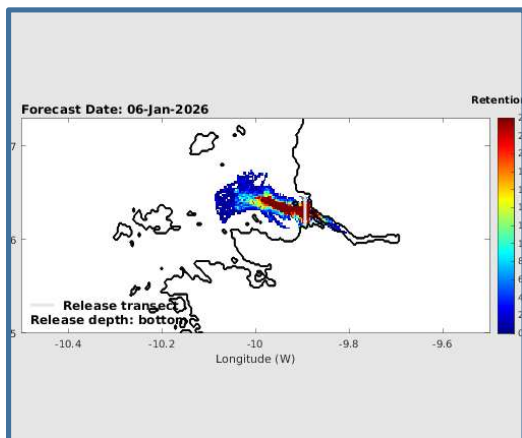 Retention
Forecast Date: 06-Jan-2026
7
6
5
Release transect
Release depth: bottom
-10.4 -10.2 -10 -9.8 -9.6
Longitude (W)